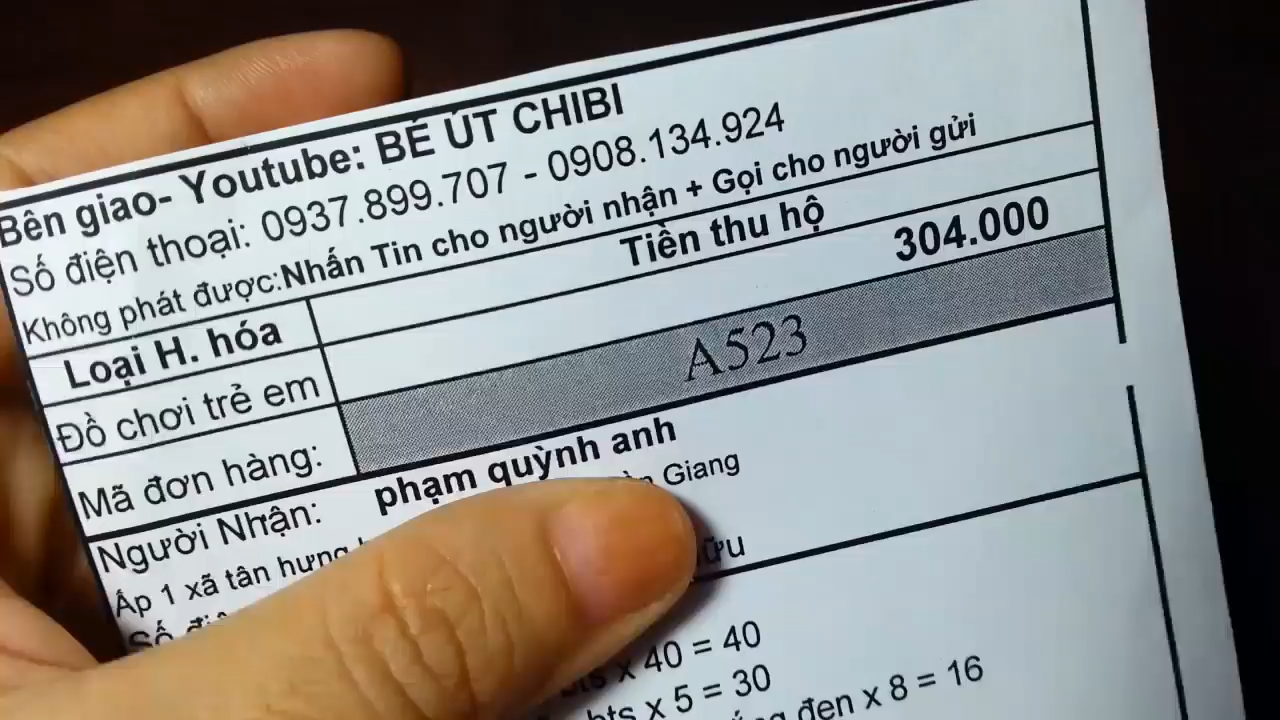 Bên giao- Youtube: BÉ ÚT CHIBI
Số điện thoại: 0937.899.707 - 0908.134.924
Không phát được:Nhấn Tin cho người nhận + Gọi cho người gửi
Loại H. hóa Tiền thu hộ
Đồ chơi trẻ em 304.000
Mã đơn hàng: A523
Người Nhận: phạm quỳnh anh
Ấp 1 xã tân hưng Giang
Số
x 40 = 40
bts x 5 = 30
đen x 8 = 16